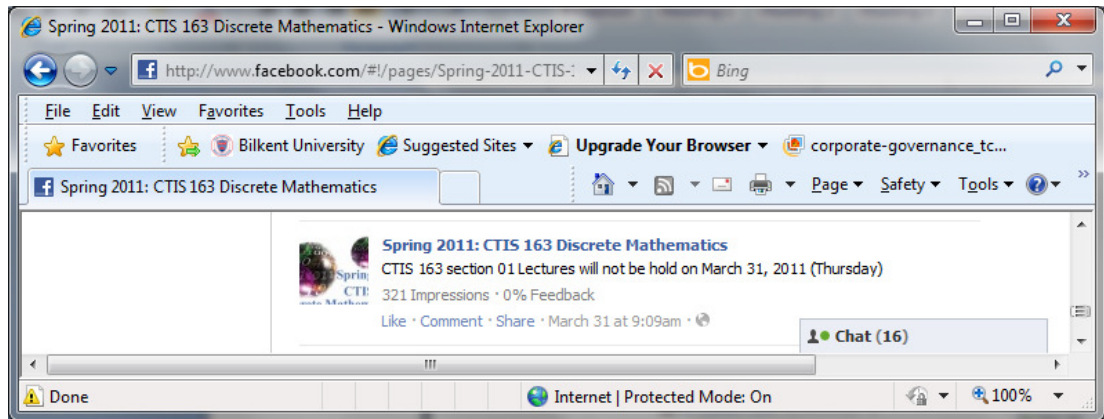 Spring 2011: CTIS 163 Discrete Mathematics - Windows Internet Explorer
http://www.facebook.com/#!/pages/Spring-2011-CTIS- Bing
File Edit View Favorites Tools Help
Favorites Bilkent University Suggested Sites Upgrade Your Browser corporate-governance_tc...
Spring 2011: CTIS 163 Discrete Mathematics Page Safety Tools
Spring 2011: CTIS 163 Discrete Mathematics
CTIS 163 section 01 Lectures will not be hold on March 31, 2011 (Thursday)
321 Impressions · 0% Feedback
Like · Comment · Share · March 31 at 9:09am ·
Chat (16)
Done Internet | Protected Mode: On 100%